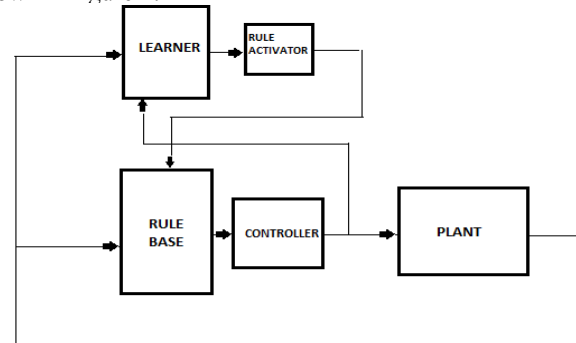 LEARNER
RULE
ACTIVATOR
RULE
BASE
CONTROLLER
PLANT